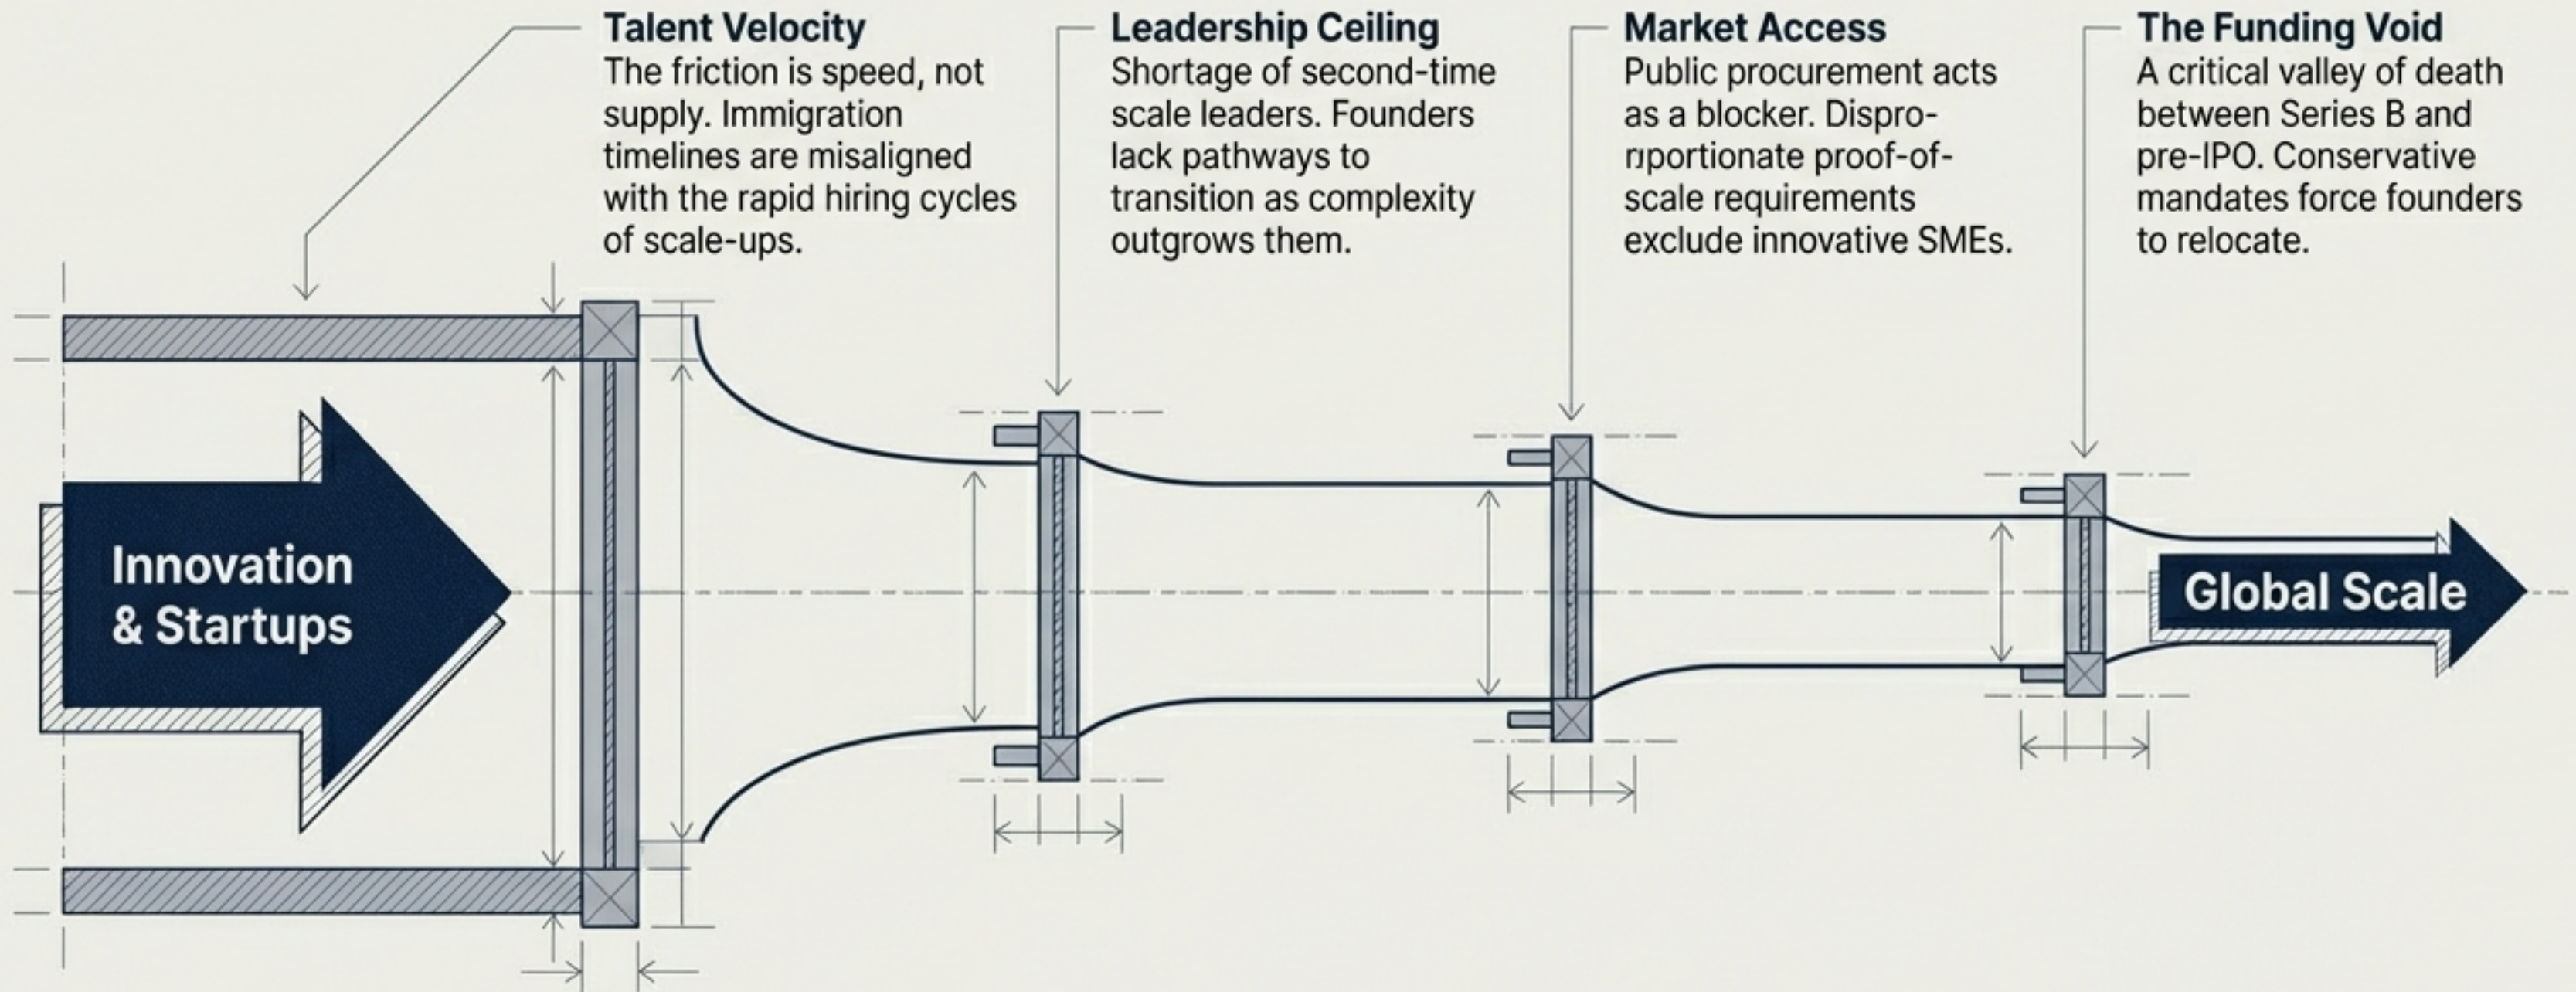 Talent Velocity
The friction is speed, not
supply. Immigration
timelines are misaligned
with the rapid hiring cycles
of scale-ups.
Leadership Ceiling
Shortage of second-time
scale leaders. Founders
lack pathways to
transition as complexity
outgrows them.
Market Access
Public procurement acts
as a blocker. Dispro-
rıportionate proof-of-
scale requirements
exclude innovative SMEs.
The Funding Void
A critical valley of death
between Series B and
pre-IPO. Conservative
mandates force founders
to relocate.
Innovation
& Startups
Global Scale